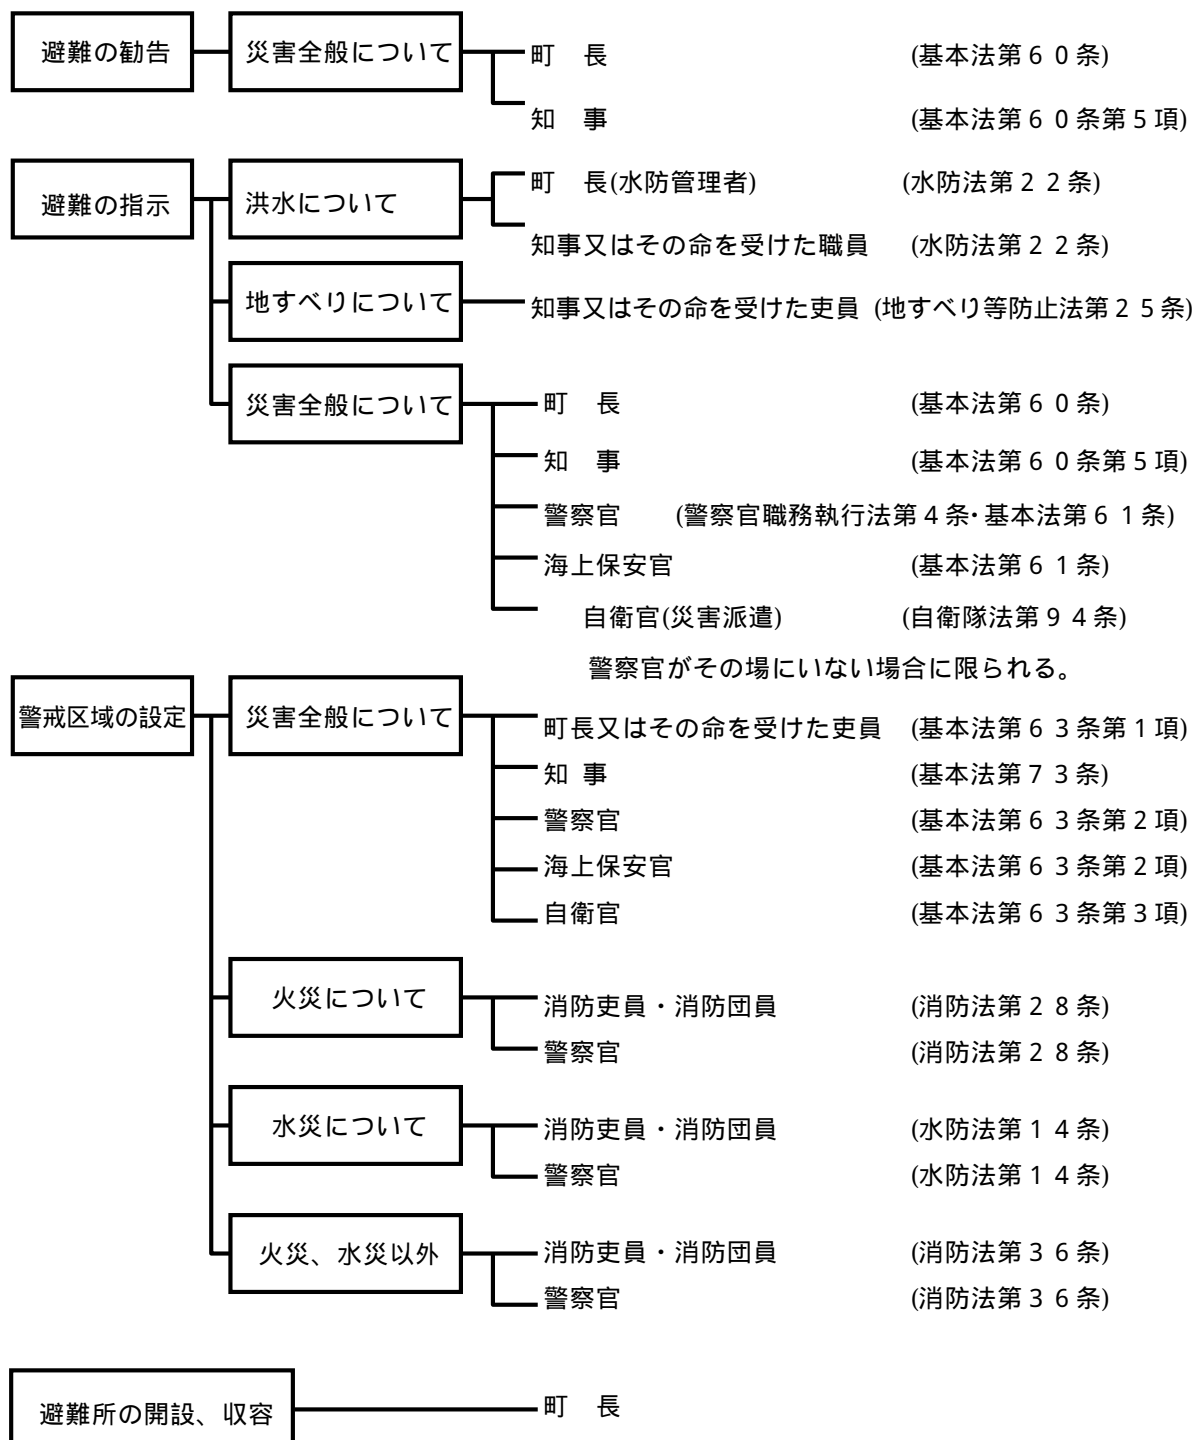 避難の勧告 災害全般について 町　長 (基本法第６０条)
知　事 (基本法第６０条第５項)
避難の指示 洪水について 町　長(水防管理者) (水防法第２２条)
知事又はその命を受けた職員 (水防法第２２条)
地すべりについて 知事又はその命を受けた吏員 (地すべり等防止法第２５条)
災害全般について 町　長 (基本法第６０条)
知　事 (基本法第６０条第５項)
警察官 (警察官職務執行法第４条・基本法第６１条)
海上保安官 (基本法第６１条)
自衛官(災害派遣) (自衛隊法第９４条)
警察官がその場にいない場合に限られる。
警戒区域の設定 災害全般について 町長又はその命を受けた吏員 (基本法第６３条第１項)
知 事 (基本法第７３条)
警察官 (基本法第６３条第２項)
海上保安官 (基本法第６３条第２項)
自衛官 (基本法第６３条第３項)
火災について 消防吏員・消防団員 (消防法第２８条)
警察官 (消防法第２８条)
水災について 消防吏員・消防団員 (水防法第１４条)
警察官 (水防法第１４条)
火災、水災以外 消防吏員・消防団員 (消防法第３６条)
警察官 (消防法第３６条)
避難所の開設、収容 町　長